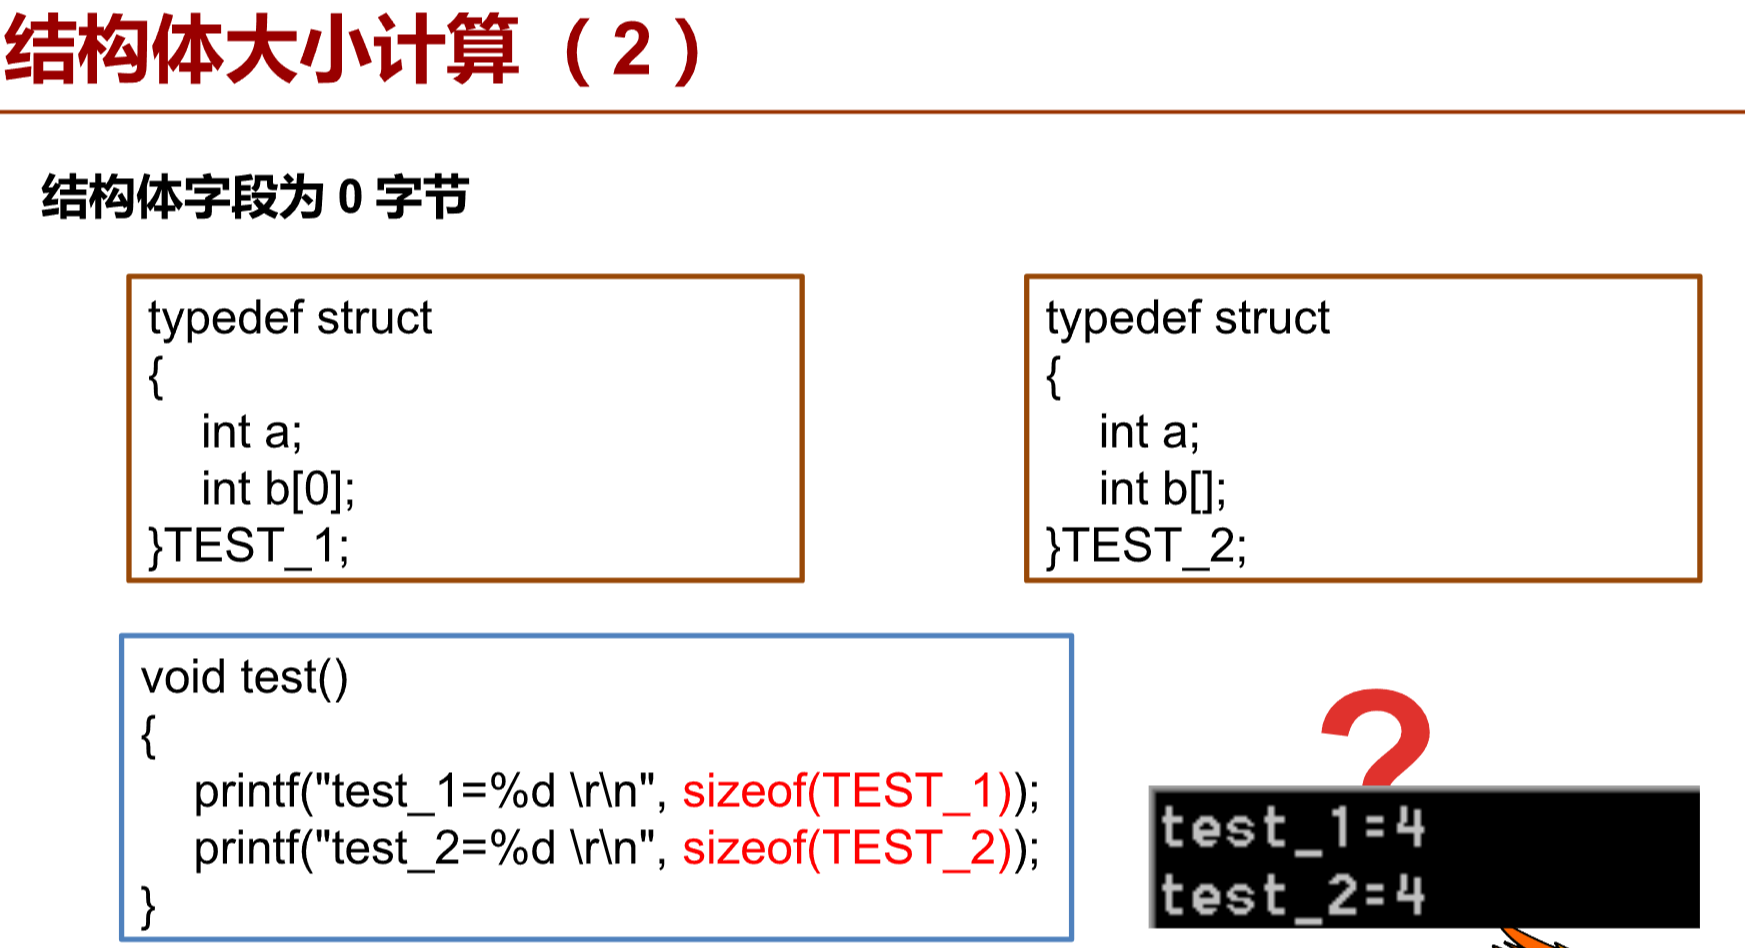 结构体大小计算（2）
结构体字段为 0 字节
typedef struct
{
int a;
int b[0];
}TEST_1;
typedef struct
{
int a;
int b[];
}TEST_2;
void test()
{
printf("test_1=%d \r\n", sizeof(TEST_1));
printf("test_2=%d \r\n", sizeof(TEST_2));
}
?
test_1=4
test_2=4